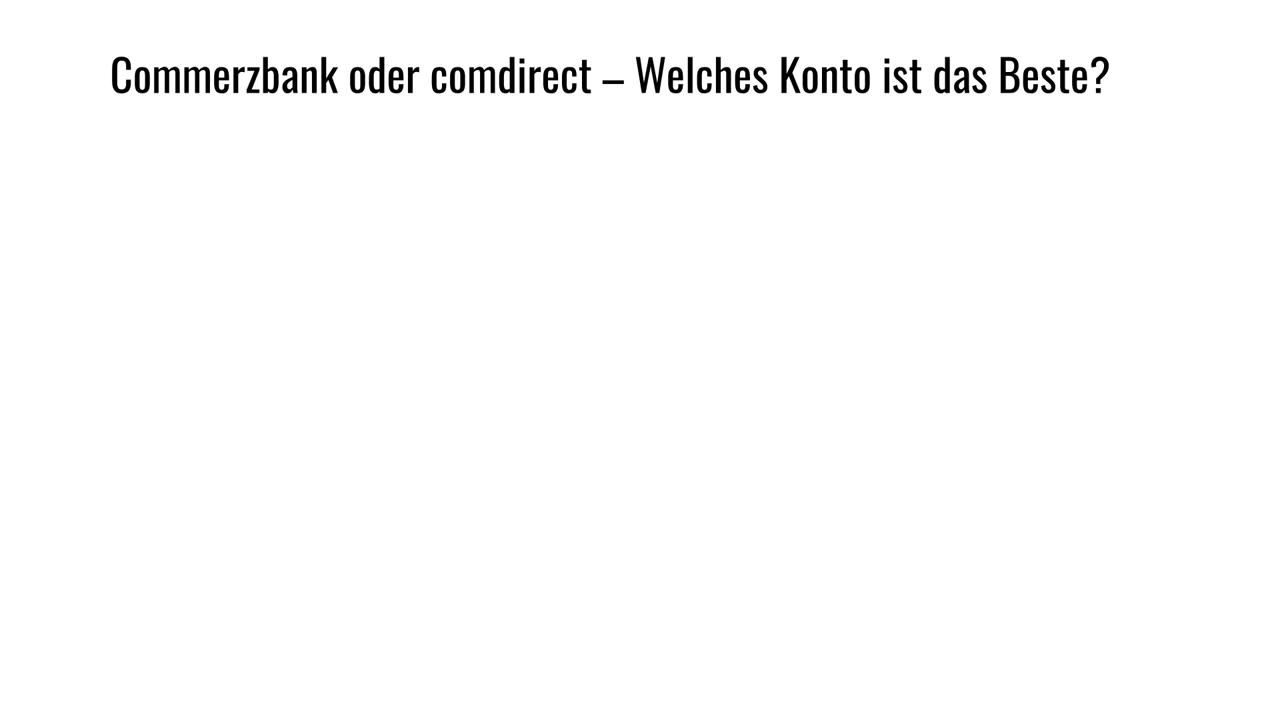 Commerzbank oder comdirect – Welches Konto ist das Beste?